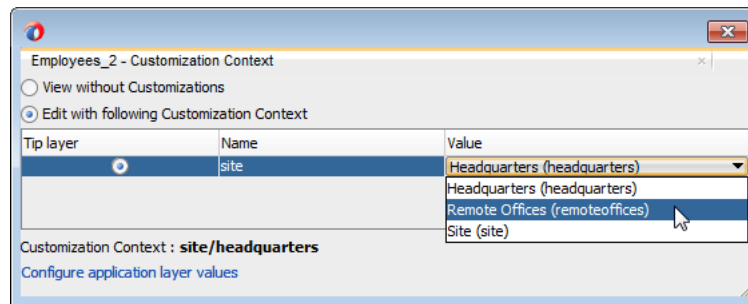 Employees_2 - Customization Context
View without Customizations
Edit with following Customization Context
Tip layer Name Value
site Headquarters (headquarters)
Headquarters (headquarters)
Remote Offices (remoteoffices)
Site (site)
Customization Context : site/headquarters
Configure application layer values